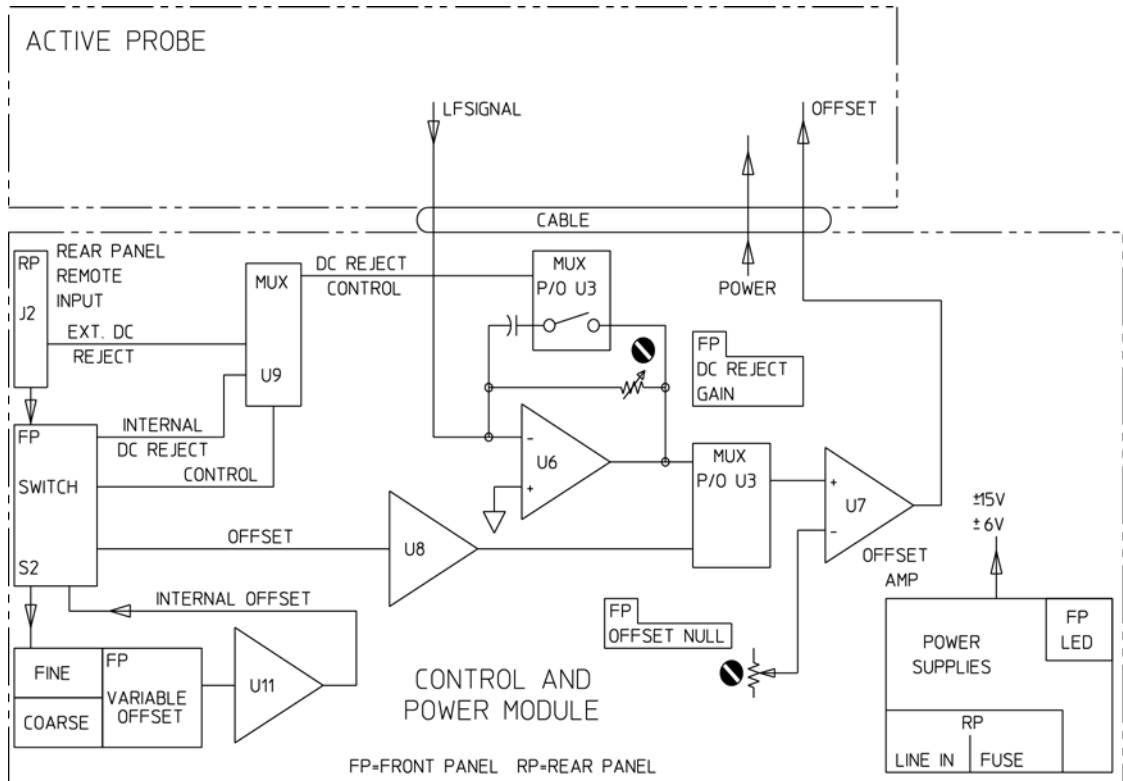 ACTIVE PROBE
LFSIGNAL
OFFSET
CABLE
RP
J2
REAR PANEL
REMOTE
INPUT
EXT. DC
REJECT
MUX
U9
DC REJECT
CONTROL
MUX
P/O U3
POWER
FP
DC REJECT
GAIN
FP
SWITCH
S2
INTERNAL
DC REJECT
CONTROL
-
U6
+
MUX
P/O U3
+
U7
-
OFFSET
AMP
±15V
±6V
OFFSET
U8
INTERNAL OFFSET
FP
OFFSET NULL
FINE
COARSE
FP
VARIABLE
OFFSET
U11
CONTROL AND
POWER MODULE
POWER
SUPPLIES
FP
LED
RP
LINE IN
FUSE
FP=FRONT PANEL RP=REAR PANEL